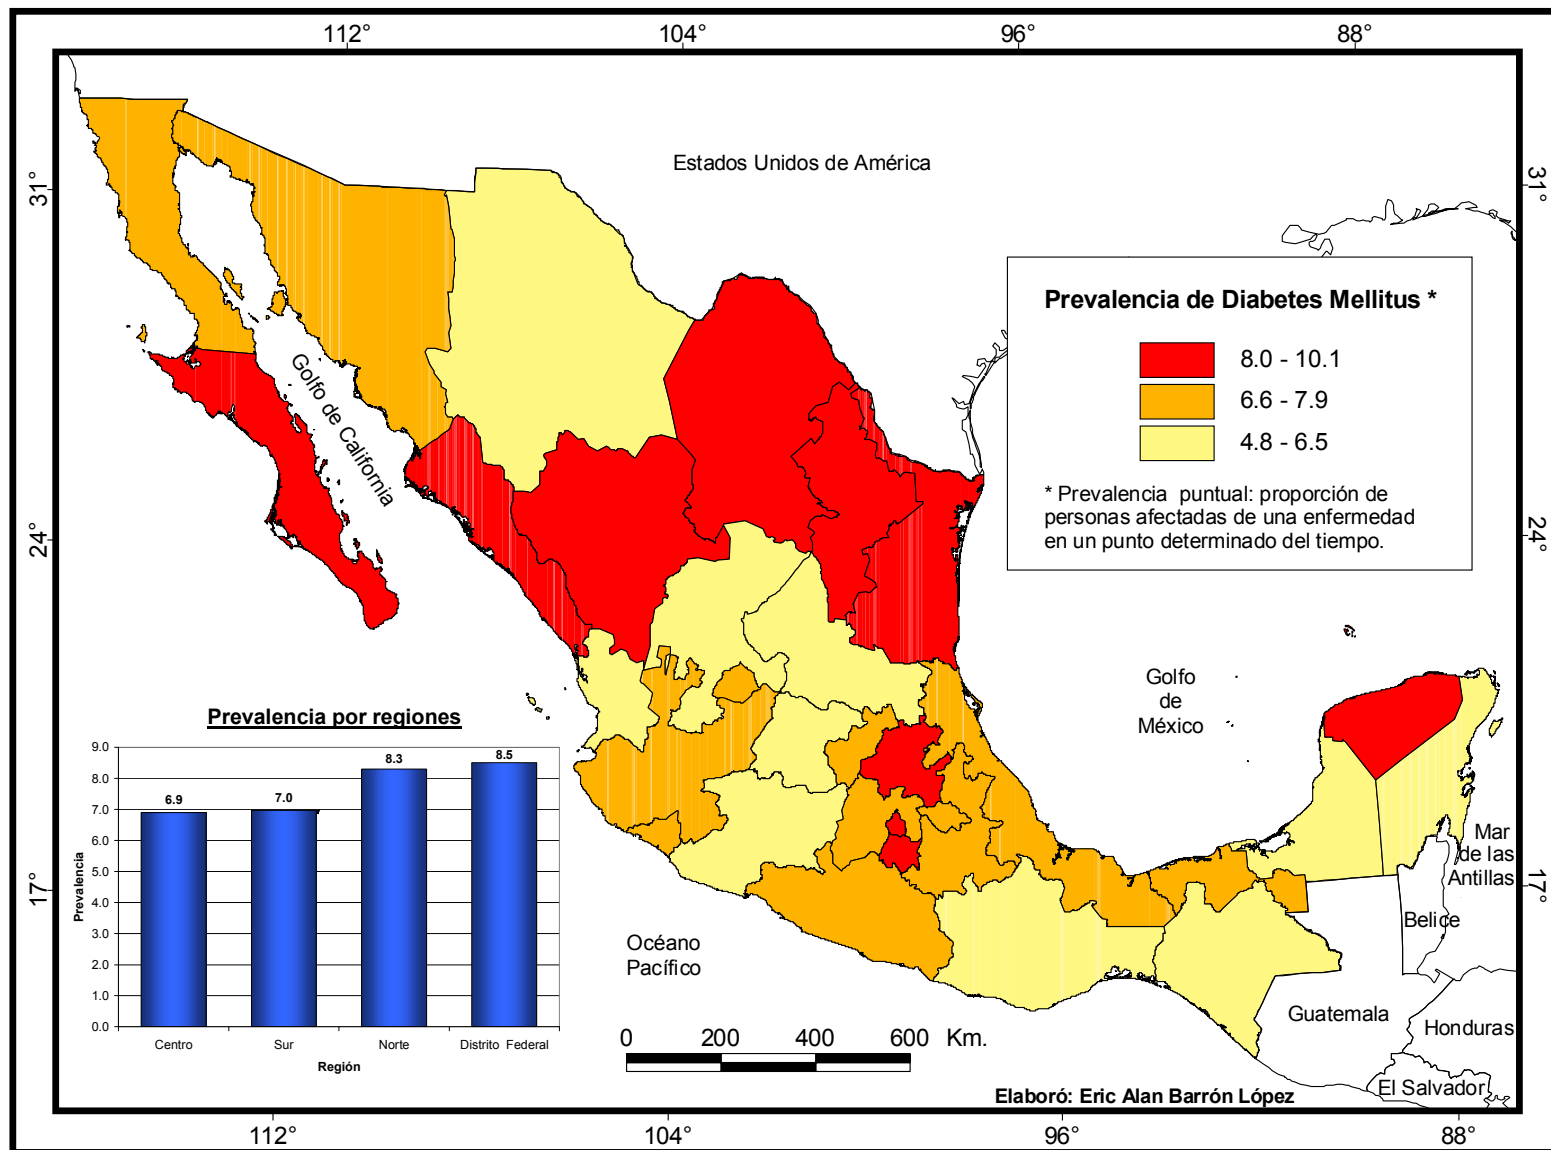 112°
104°
96°
88°
31°
31°
Estados Unidos de América
Prevalencia de Diabetes Mellitus *
8.0 - 10.1
6.6 - 7.9
4.8 - 6.5
* Prevalencia puntual: proporción de
personas afectadas de una enfermedad
en un punto determinado del tiempo.
Golfo de California
24°
24°
Golfo
de
México
Prevalencia por regiones
9.0
8.0
7.0
6.0
5.0
4.0
3.0
2.0
1.0
0.0
6.9
7.0
8.3
8.5
Prevalencia
Centro
Sur
Norte
Distrito Federal
Región
Mar
de las
Antillas
17°
17°
Belice
Océano
Pacífico
Guatemala
Honduras
El Salvador
0 200 400 600 Km.
Elaboró: Eric Alan Barrón López
112°
104°
96°
88°